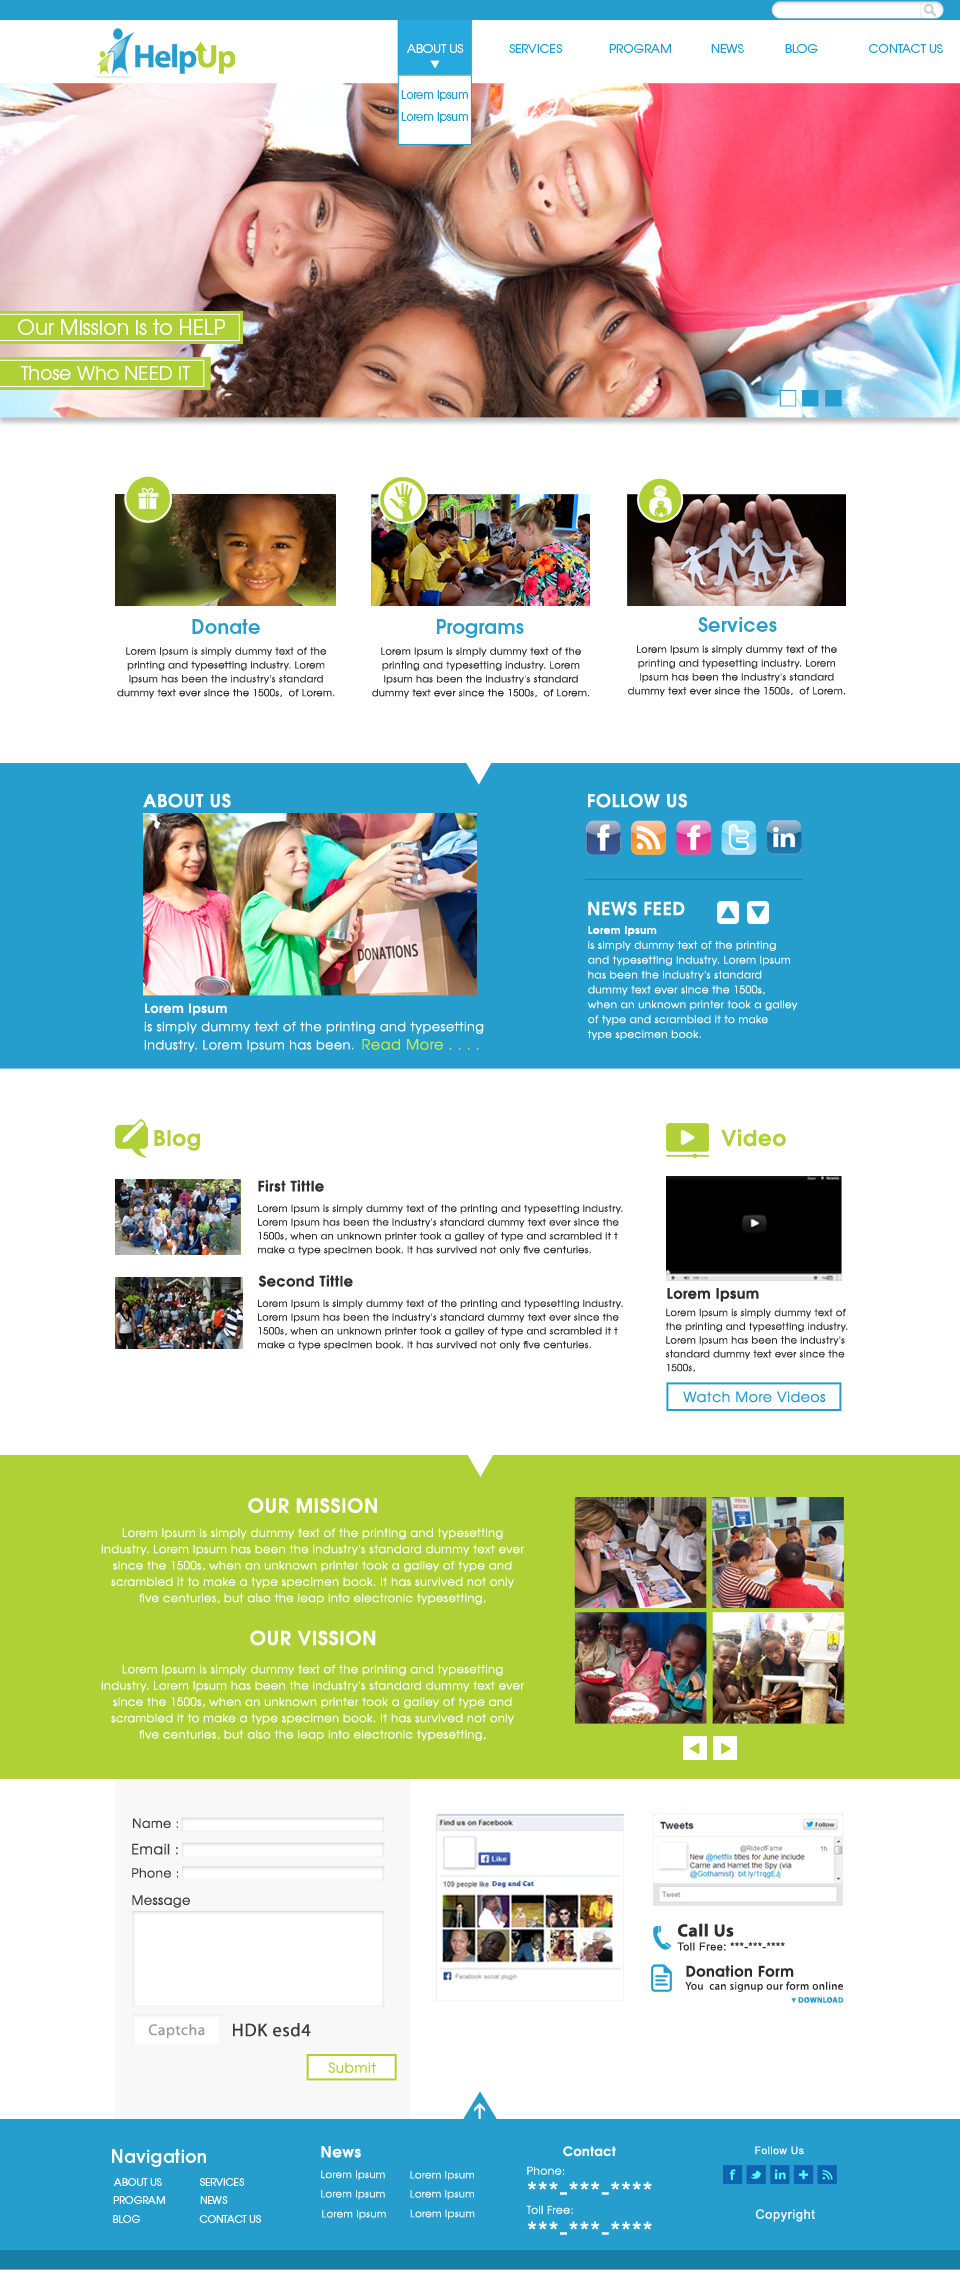 HelpUp
ABOUT US
SERVICES
PROGRAM
NEWS
BLOG
CONTACT US
Lorem Ipsum
Lorem Ipsum
Our Mission is to HELP
Those Who NEED IT
Donate
Lorem Ipsum is simply dummy text of the
printing and typesetting industry. Lorem
Ipsum has been the industry's standard
dummy text ever since the 1500s, of Lorem.
Programs
Lorem Ipsum is simply dummy text of the
printing and typesetting industry. Lorem
Ipsum has been the industry's standard
dummy text ever since the 1500s, of Lorem.
Services
Lorem Ipsum is simply dummy text of the
printing and typesetting industry. Lorem
Ipsum has been the industry's standard
dummy text ever since the 1500s, of Lorem.
ABOUT US
DONATIONS
Lorem Ipsum
is simply dummy text of the printing and typesetting
industry. Lorem Ipsum has been. Read More . . . .
FOLLOW US
NEWS FEED
Lorem Ipsum
is simply dummy text of the printing
and typesetting industry. Lorem Ipsum
has been the industry's standard
dummy text ever since the 1500s,
when an unknown printer took a galley
of type and scrambled it to make
type specimen book.
Blog
First Tittle
Lorem Ipsum is simply dummy text of the printing and typesetting industry.
Lorem Ipsum has been the industry's standard dummy text ever since the
1500s, when an unknown printer took a galley of type and scrambled it t
make a type specimen book. It has survived not only five centuries.
Second Tittle
Lorem Ipsum is simply dummy text of the printing and typesetting industry.
Lorem Ipsum has been the industry's standard dummy text ever since the
1500s, when an unknown printer took a galley of type and scrambled it t
make a type specimen book. It has survived not only five centuries.
Video
Lorem Ipsum
Lorem Ipsum is simply dummy text of
the printing and typesetting industry.
Lorem Ipsum has been the industry's
standard dummy text ever since the
1500s,
Watch More Videos
OUR MISSION
Lorem Ipsum is simply dummy text of the printing and typesetting
industry. Lorem Ipsum has been the industry's standard dummy text ever
since the 1500s, when an unknown printer took a galley of type and
scrambled it to make a type specimen book. It has survived not only
five centuries, but also the leap into electronic typesetting,
OUR VISSION
Lorem Ipsum is simply dummy text of the printing and typesetting
industry. Lorem Ipsum has been the industry's standard dummy text ever
since the 1500s, when an unknown printer took a galley of type and
scrambled it to make a type specimen book. It has survived not only
five centuries, but also the leap into electronic typesetting,
Name :
Email :
Phone :
Message
Captcha
HDK esd4
Submit
Find us on Facebook
Like
109 people like Dog and Cat
Facebook social plugin
Tweets
Follow
@RideofFame 1h
New @netflix titles for June include
Carrie and Harriet the Spy (via
@Gothamist): bit.ly/1rqgEJj
Tweet
Call Us
Toll Free: ***-***-****
Donation Form
You can signup our form online
DOWNLOAD
Navigation
ABOUT US
SERVICES
PROGRAM
NEWS
BLOG
CONTACT US
News
Lorem Ipsum
Lorem Ipsum
Lorem Ipsum
Lorem Ipsum
Lorem Ipsum
Lorem Ipsum
Contact
Phone:
***_***_****
Toll Free:
***_***_****
Follow Us
Copyright